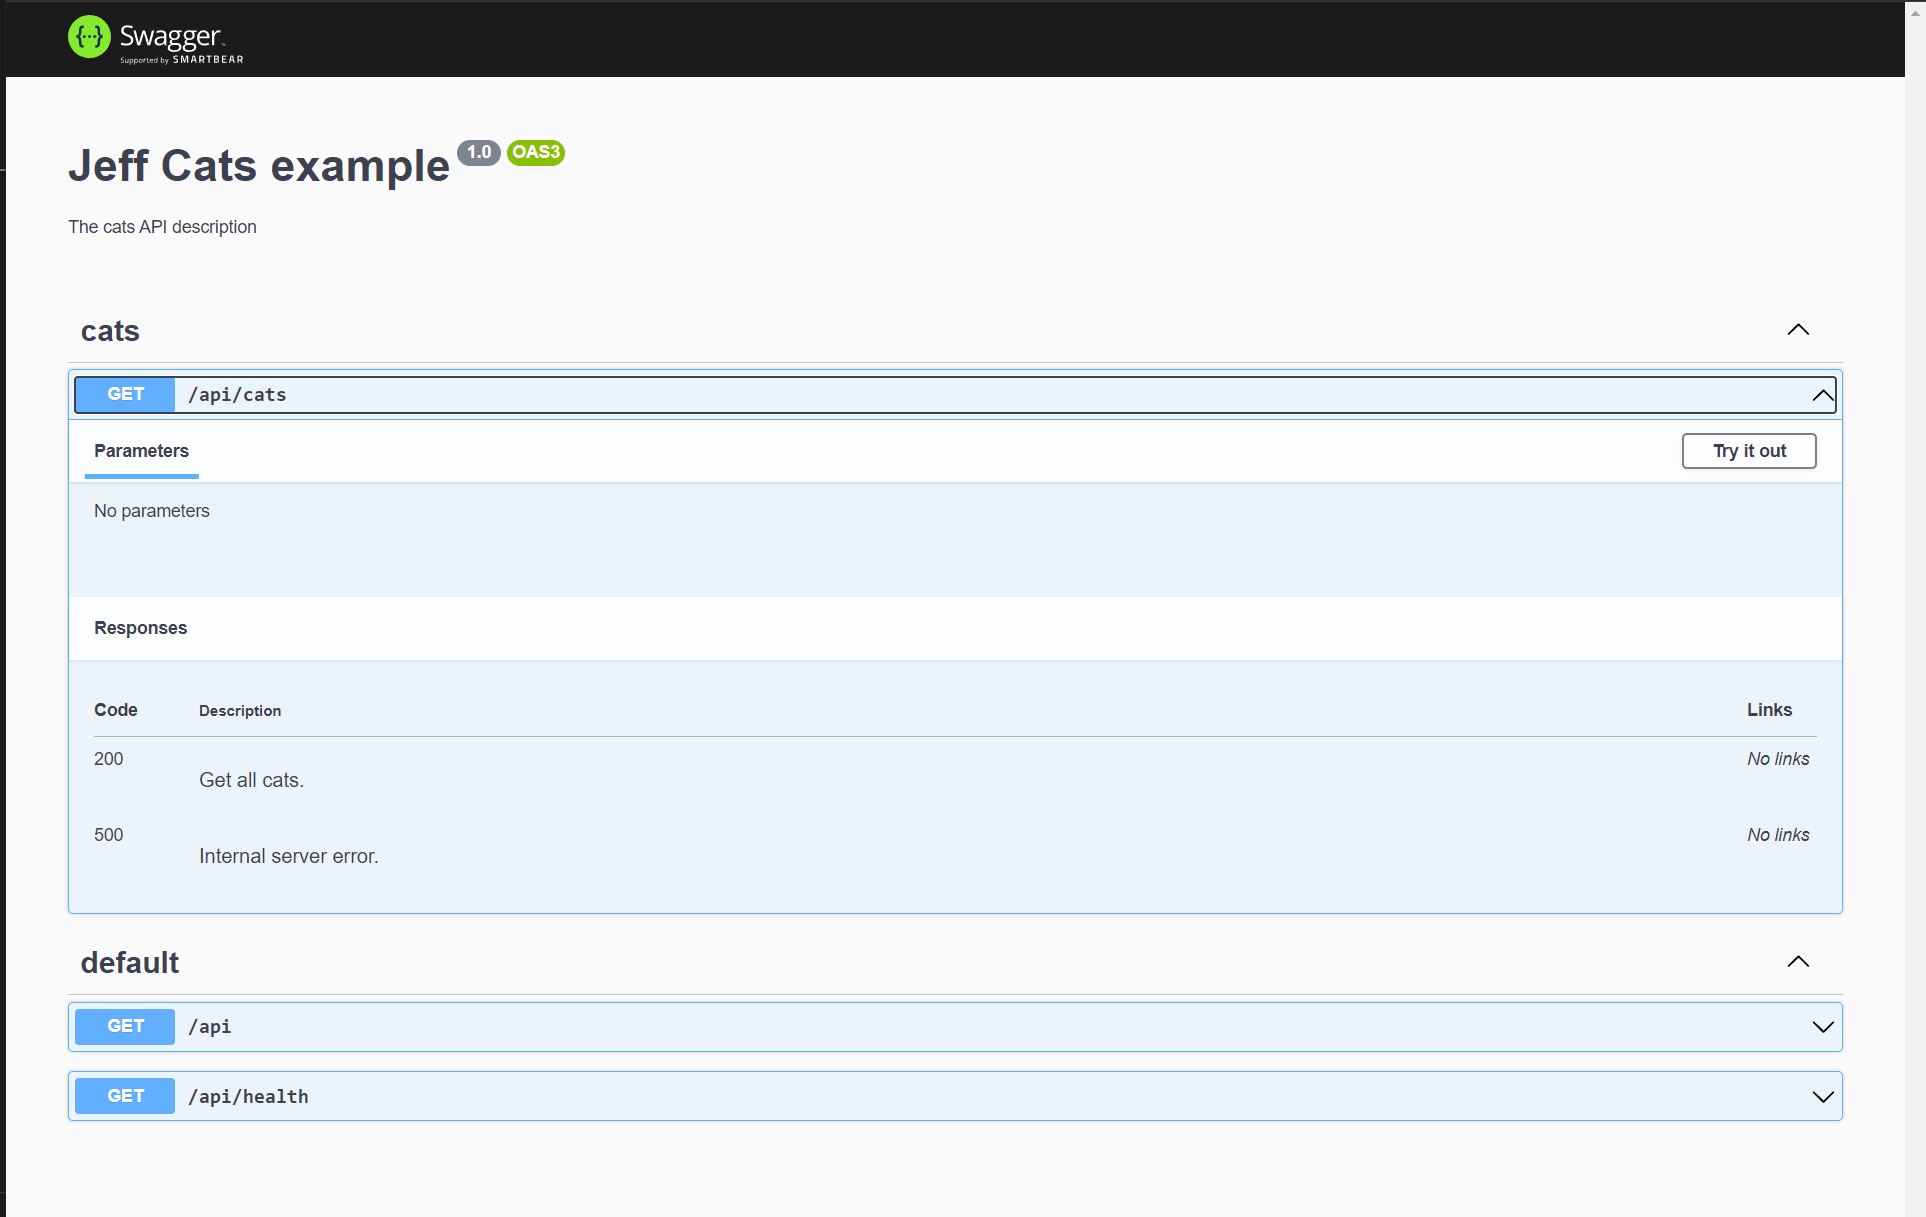 Swagger
Supported by SMARTBEAR
Jeff Cats example 1.0 OAS3
The cats API description
cats
GET /api/cats
Parameters Try it out
No parameters
Responses
Code Description Links
200 No links
Get all cats.
500 No links
Internal server error.
default
GET /api
GET /api/health